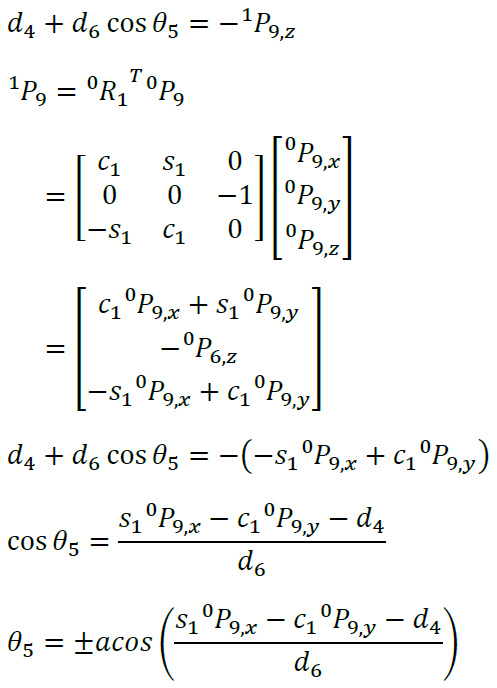 d₄ + d₆ cos θ₅ = −¹P₉,z
¹P₉ = ⁰R₁ᵀ ⁰P₉
= [c₁ s₁ 0; 0 0 −1; −s₁ c₁ 0] [⁰P₉,x; ⁰P₉,y; ⁰P₉,z]
= [c₁ ⁰P₉,x + s₁ ⁰P₉,y; −⁰P₆,z; −s₁ ⁰P₉,x + c₁ ⁰P₉,y]
d₄ + d₆ cos θ₅ = −(−s₁ ⁰P₉,x + c₁ ⁰P₉,y)
cos θ₅ = (s₁ ⁰P₉,x − c₁ ⁰P₉,y − d₄) / d₆
θ₅ = ±acos((s₁ ⁰P₉,x − c₁ ⁰P₉,y − d₄) / d₆)